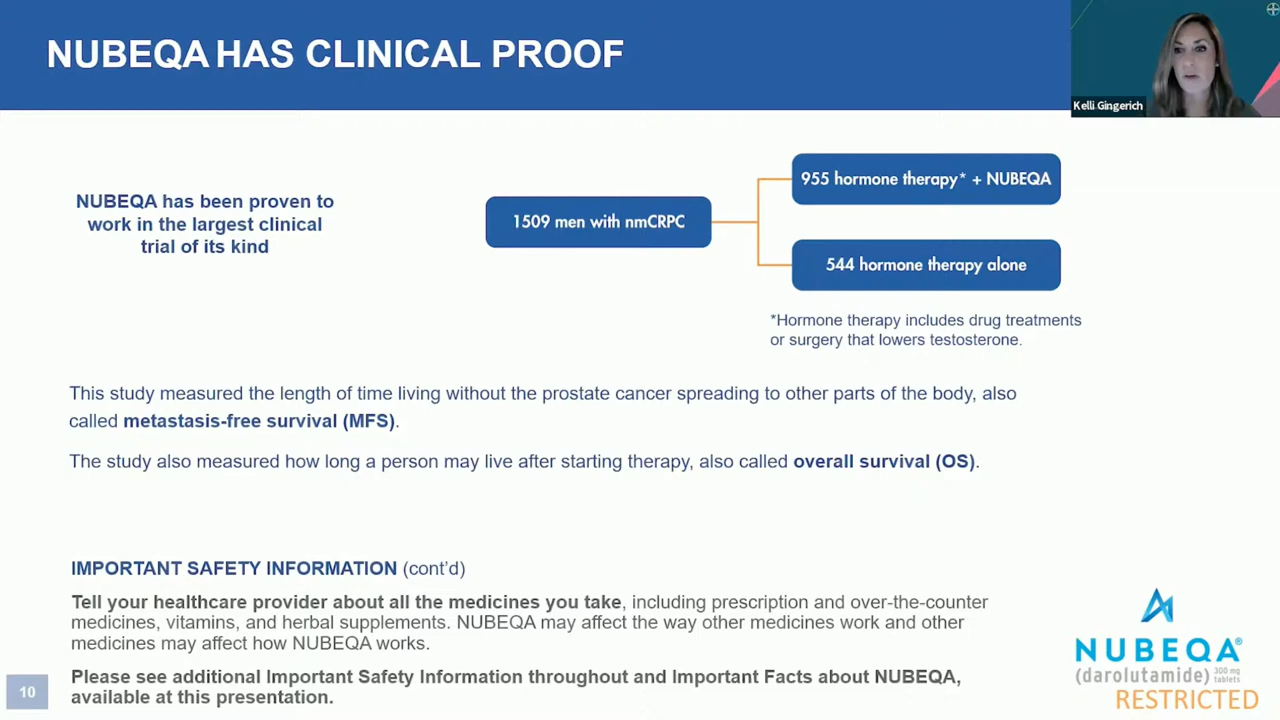 NUBEQA HAS CLINICAL PROOF
Kelli Gingerich
NUBEQA has been proven to
work in the largest clinical
trial of its kind
1509 men with nmCRPC
955 hormone therapy* + NUBEQA
544 hormone therapy alone
*Hormone therapy includes drug treatments
or surgery that lowers testosterone.
This study measured the length of time living without the prostate cancer spreading to other parts of the body, also
called metastasis-free survival (MFS).
The study also measured how long a person may live after starting therapy, also called overall survival (OS).
IMPORTANT SAFETY INFORMATION (cont’d)
Tell your healthcare provider about all the medicines you take, including prescription and over-the-counter
medicines, vitamins, and herbal supplements. NUBEQA may affect the way other medicines work and other
medicines may affect how NUBEQA works.
Please see additional Important Safety Information throughout and Important Facts about NUBEQA,
available at this presentation.
10
NUBEQA®
(darolutamide) 300 mg
tablets
RESTRICTED